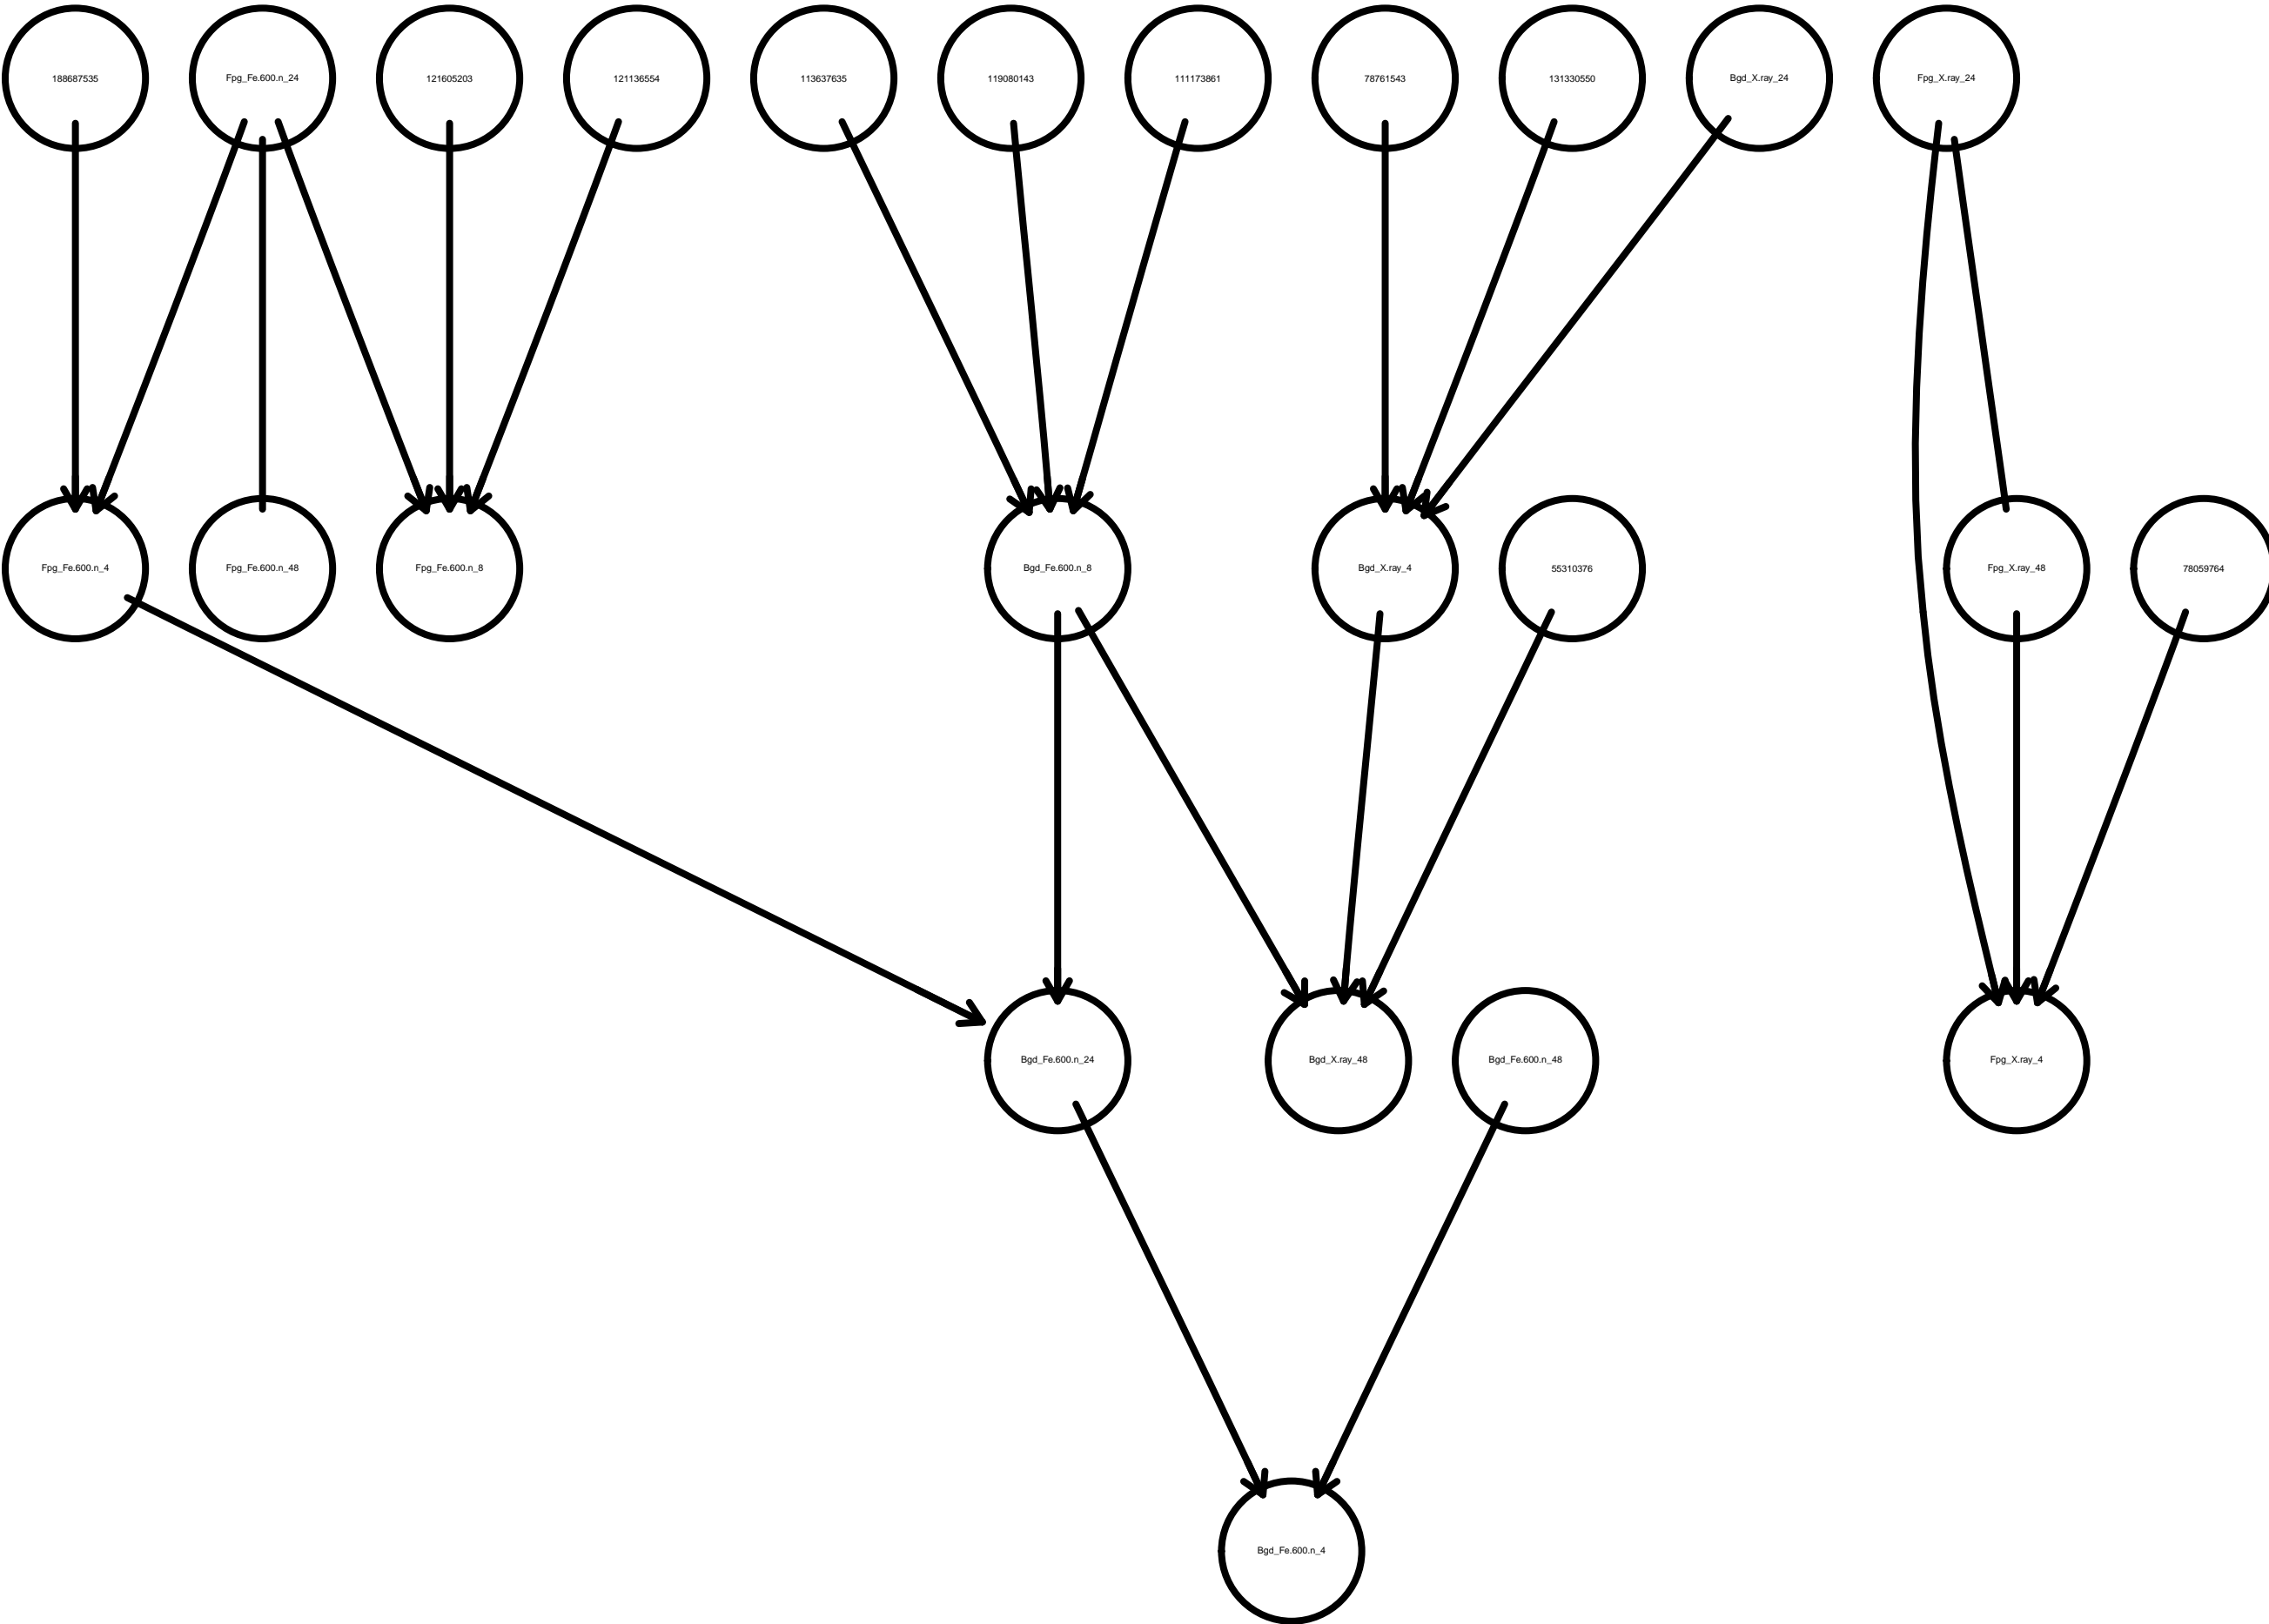 188687535
Fpg_Fe.600.n_24
121605203
121136554
113637635
119080143
111173861
78761543
131330550
Bgd_X.ray_24
Fpg_X.ray_24
Fpg_Fe.600.n_4
Fpg_Fe.600.n_48
Fpg_Fe.600.n_8
Bgd_Fe.600.n_8
Bgd_X.ray_4
55310376
Fpg_X.ray_48
78059764
Bgd_Fe.600.n_24
Bgd_X.ray_48
Bgd_Fe.600.n_48
Fpg_X.ray_4
Bgd_Fe.600.n_4